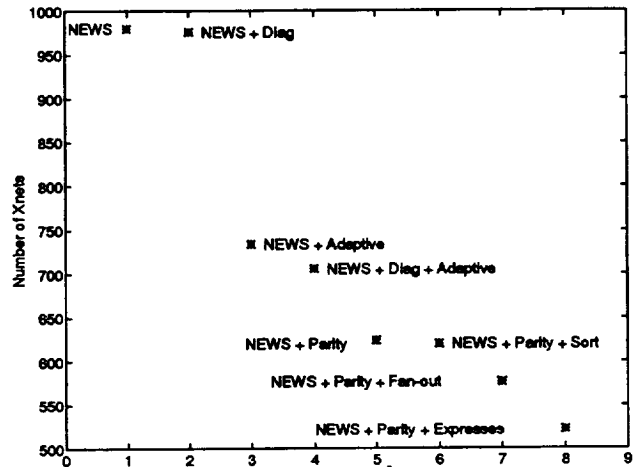 1000
950
900
850
800
750
700
650
600
550
500
Number of Xnets
NEWS
NEWS + Diag
NEWS + Adaptive
NEWS + Diag + Adaptive
NEWS + Parity
NEWS + Parity + Sort
NEWS + Parity + Fan-out
NEWS + Parity + Expresses
0 1 2 3 4 5 6 7 8 9